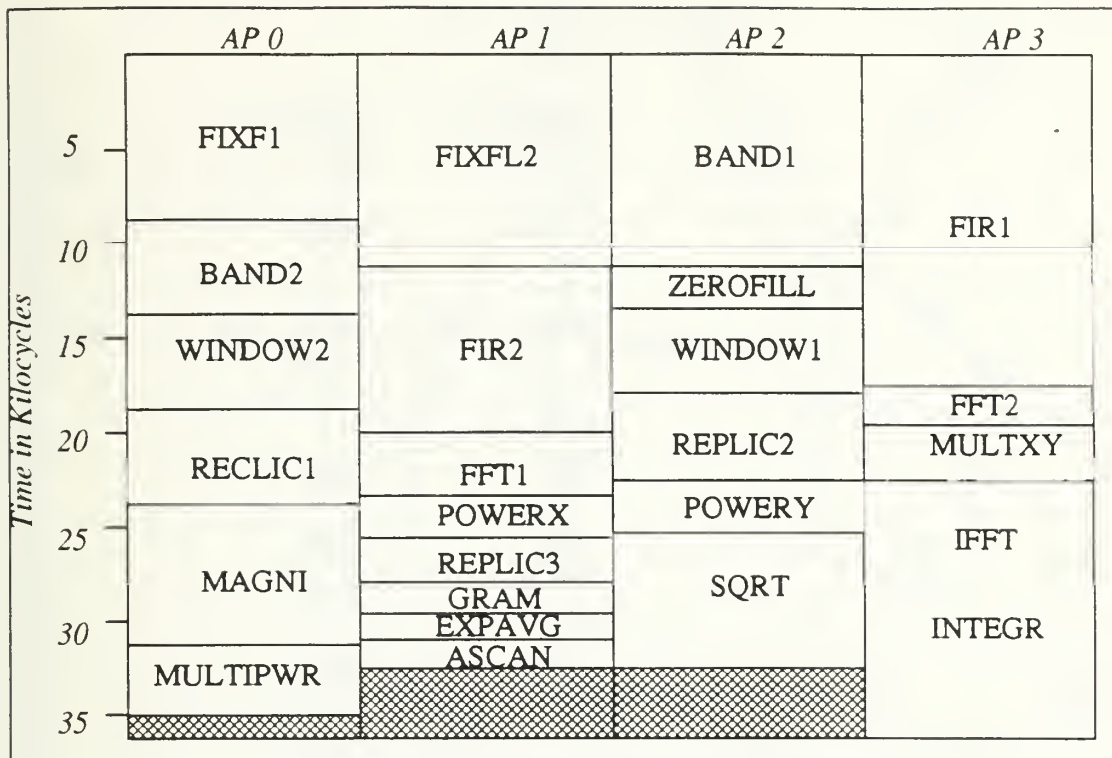 AP 0 AP 1 AP 2 AP 3
Time in Kilocycles
5
10
15
20
25
30
35
FIXF1
BAND2
WINDOW2
RECLIC1
MAGNI
MULTIPWR
FIXFL2
FIR2
FFT1
POWERX
REPLIC3
GRAM
EXPAVG
ASCAN
BAND1
ZEROFILL
WINDOW1
REPLIC2
POWERY
SQRT
FIR1
FFT2
MULTXY
IFFT
INTEGR